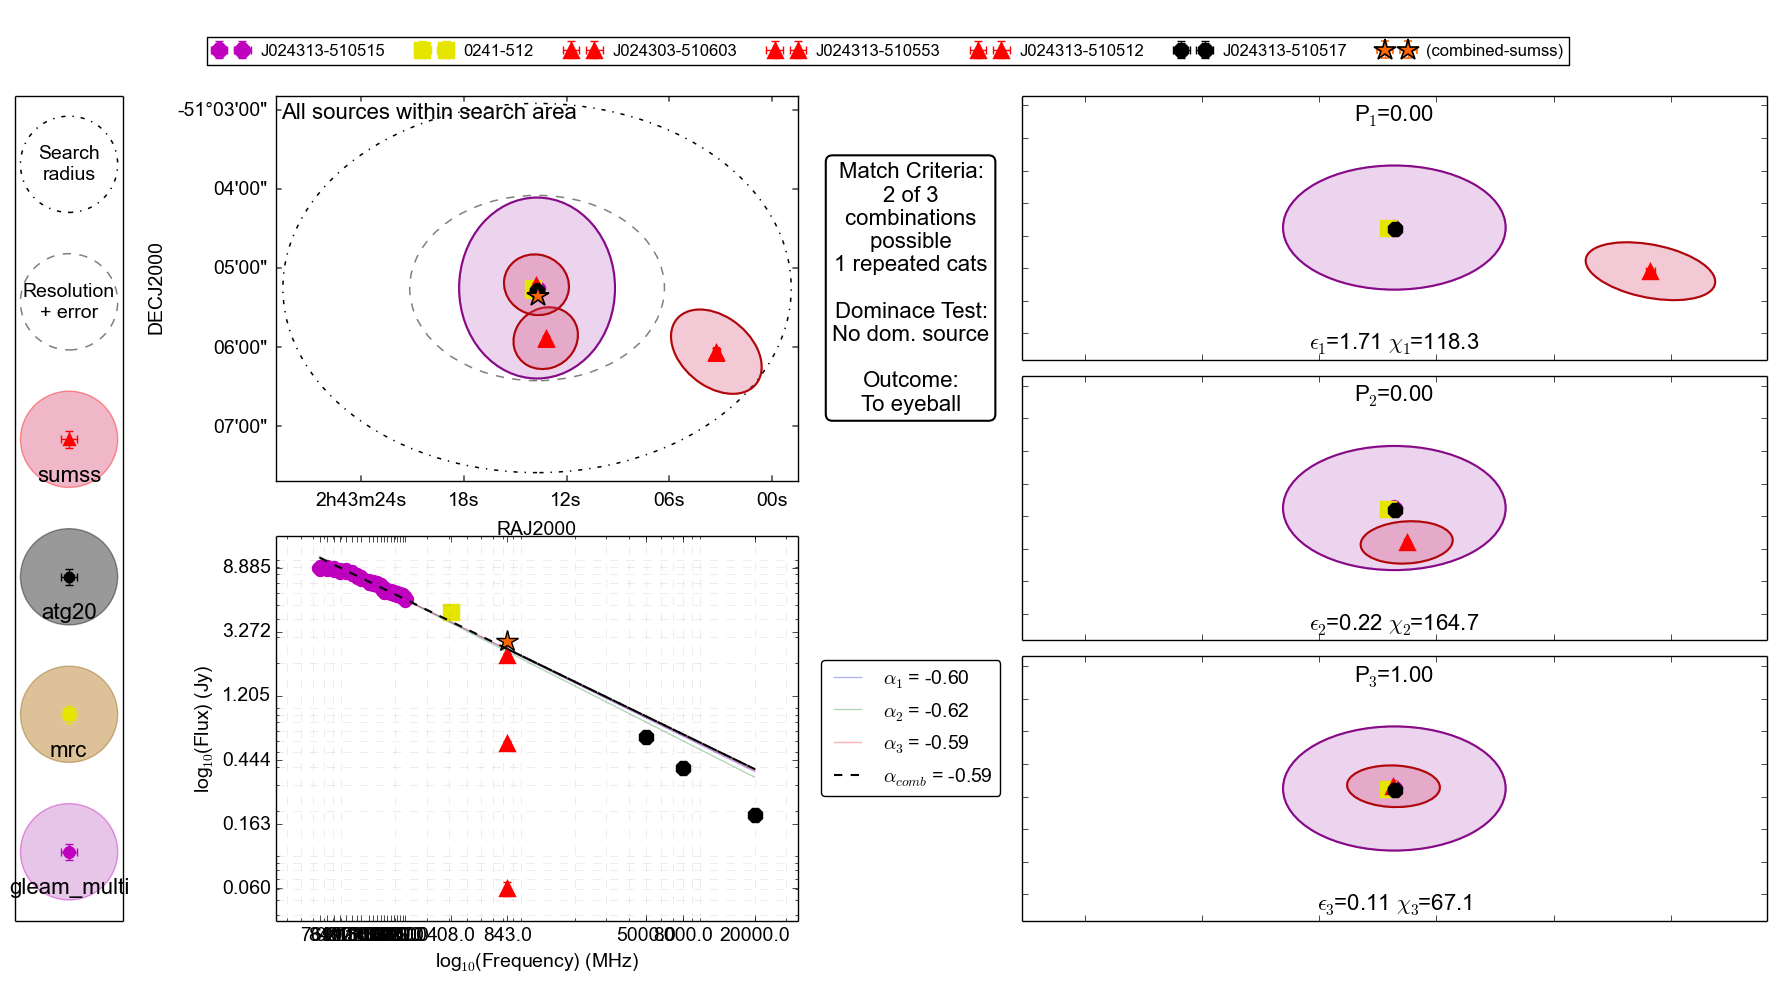 J024313-510515 0241-512 J024303-510603 J024313-510553 J024313-510512 J024313-510517 (combined-sumss)
Search
radius
Resolution
+ error
sumss
atg20
mrc
gleam_multi
All sources within search area
-51°03'00"
04'00"
05'00"
06'00"
07'00"
DECJ2000
2h43m24s 18s 12s 06s 00s
RAJ2000
8.885
3.272
1.205
0.444
0.163
0.060
log10(Flux) (Jy)
408.0 843.0 5000.0 8000.0 20000.0
log10(Frequency) (MHz)
Match Criteria:
2 of 3
combinations
possible
1 repeated cats
Dominace Test:
No dom. source
Outcome:
To eyeball
α1 = -0.60
α2 = -0.62
α3 = -0.59
αcomb = -0.59
P1=0.00
ϵ1=1.71 χ1=118.3
P2=0.00
ϵ2=0.22 χ2=164.7
P3=1.00
ϵ3=0.11 χ3=67.1